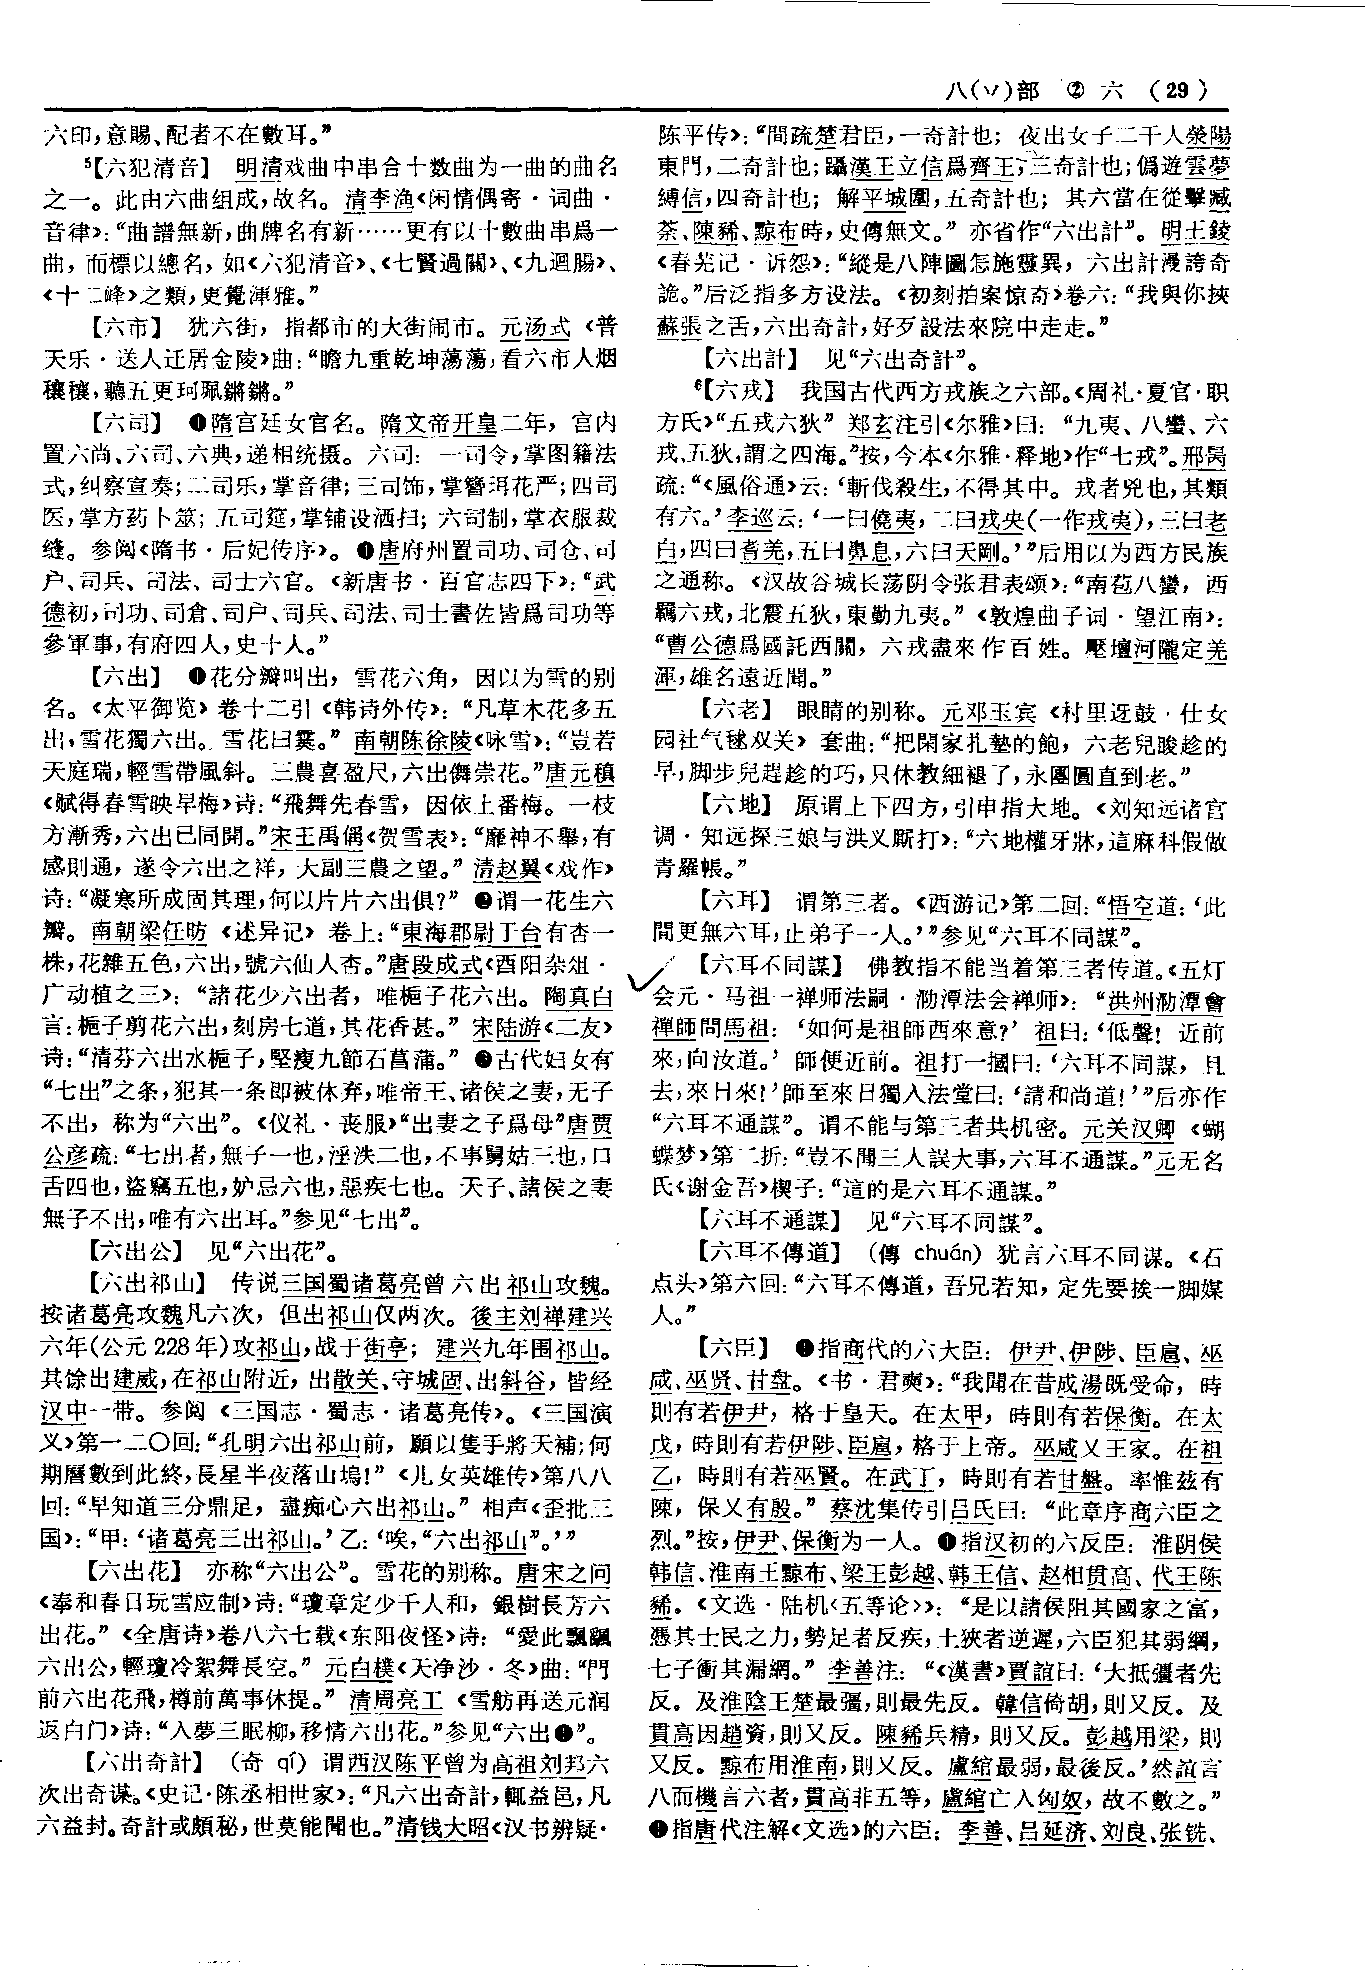 八(丷)部 ② 六 (29)
六印，意賜、配者不在數耳。”
⁵【六犯清音】 明清戏曲中串合十数曲为一曲的曲名
之一。此由六曲组成，故名。清李渔《闲情偶寄·词曲·
音律》：“曲譜無新，曲牌名有新……更有以十數曲串爲一
曲，而標以總名，如《六犯清音》、《七賢過關》、《九迴腸》、
《十二峰》之類，更覺渾雅。”
【六市】 犹六街，指都市的大街闹市。元汤式《普
天乐·送人迁居金陵》曲：“瞻九重乾坤蕩蕩，看六市人烟
穰穰，聽五更珂珮鏘鏘。”
【六司】 ❶隋宫廷女官名。隋文帝开皇二年，宫内
置六尚、六司、六典，递相统摄。六司：一司令，掌图籍法
式，纠察宣奏；二司乐，掌音律；三司饰，掌簪珥花严；四司
医，掌方药卜筮；五司筵，掌铺设洒扫；六司制，掌衣服裁
缝。参阅《隋书·后妃传序》。❶唐府州置司功、司仓、司
户、司兵、司法、司士六官。《新唐书·百官志四下》：“武
德初，司功、司倉、司户、司兵、司法、司士書佐皆爲司功等
參軍事，有府四人，史十人。”
【六出】 ❶花分瓣叫出，雪花六角，因以为雪的别
名。《太平御览》卷十二引《韩诗外传》：“凡草木花多五
出，雪花獨六出。雪花曰霙。”南朝陈徐陵《咏雪》：“豈若
天庭瑞，輕雪帶風斜。三農喜盈尺，六出儛崇花。”唐元稹
《赋得春雪映早梅》诗：“飛舞先春雪，因依上番梅。一枝
方漸秀，六出已同開。”宋王禹偁《贺雪表》：“靡神不舉，有
感則通，遂令六出之祥，大副三農之望。”清赵翼《戏作》
诗：“凝寒所成固其理，何以片片六出俱？” ❷谓一花生六
瓣。南朝梁任昉《述异记》卷上：“東海郡尉于台有杏一
株，花雜五色，六出，號六仙人杏。”唐段成式《酉阳杂俎·
广动植之三》：“諸花少六出者，唯梔子花六出。陶真白
言：梔子剪花六出，刻房七道，其花香甚。”宋陆游《二友》
诗：“清芬六出水梔子，堅瘦九節石菖蒲。” ❸古代妇女有
“七出”之条，犯其一条即被休弃，唯帝王、诸侯之妻，无子
不出，称为“六出”。《仪礼·丧服》“出妻之子爲母”唐贾
公彦疏：“七出者，無子一也，淫泆二也，不事舅姑三也，口
舌四也，盜竊五也，妒忌六也，惡疾七也。天子、諸侯之妻
無子不出，唯有六出耳。”参见“七出”。
【六出公】 见“六出花”。
【六出祁山】 传说三国蜀诸葛亮曾六出祁山攻魏。
按诸葛亮攻魏凡六次，但出祁山仅两次。後主刘禅建兴
六年(公元228年)攻祁山，战于街亭；建兴九年围祁山。
其馀出建威，在祁山附近，出散关、守城固、出斜谷，皆经
汉中一带。参阅《三国志·蜀志·诸葛亮传》。《三国演
义》第一二〇回：“孔明六出祁山前，願以隻手將天補；何
期曆數到此終，長星半夜落山塢！”《儿女英雄传》第八八
回：“早知道三分鼎足，盡痴心六出祁山。”相声《歪批三
国》：“甲：‘诸葛亮三出祁山。’乙：‘唉，“六出祁山”。’”
【六出花】 亦称“六出公”。雪花的别称。唐宋之问
《奉和春日玩雪应制》诗：“瓊章定少千人和，銀樹長芳六
出花。”《全唐诗》卷八六七载《东阳夜怪》诗：“愛此飄飖
六出公，輕瓊冷絮舞長空。”元白樸《天净沙·冬》曲：“門
前六出花飛，樽前萬事休提。”清周亮工《雪舫再送元润
返白门》诗：“入夢三眠柳，移情六出花。”参见“六出❶”。
【六出奇計】 (奇 qí) 谓西汉陈平曾为高祖刘邦六
次出奇谋。《史记·陈丞相世家》：“凡六出奇計，輒益邑，凡
六益封。奇計或頗秘，世莫能聞也。”清钱大昭《汉书辨疑·
陈平传》：“間疏楚君臣，一奇計也；夜出女子二千人滎陽
東門，二奇計也；躡漢王立信爲齊王，三奇計也；僞遊雲夢
縛信，四奇計也；解平城圍，五奇計也；其六當在從擊臧
荼、陳豨、黥布時，史傳無文。”亦省作“六出計”。明王錂
《春芜记·诉怨》：“縱是八陣圖怎施靈異，六出計漫誇奇
詭。”后泛指多方设法。《初刻拍案惊奇》卷六：“我與你挾
蘇張之舌，六出奇計，好歹設法來院中走走。”
【六出計】 见“六出奇計”。
⁶【六戎】 我国古代西方戎族之六部。《周礼·夏官·职
方氏》“五戎六狄”郑玄注引《尔雅》曰：“九夷、八蠻、六
戎、五狄，謂之四海。”按，今本《尔雅·释地》作“七戎”。邢昺
疏：“《風俗通》云：‘斬伐殺生，不得其中。戎者兇也，其類
有六。’李巡云：‘一曰僥夷，二曰戎央(一作戎夷)，三曰老
白，四曰耆羌，五曰鼻息，六曰天剛。’”后用以为西方民族
之通称。《汉故谷城长荡阴令张君表颂》：“南苞八蠻，西
羈六戎，北震五狄，東勤九夷。”《敦煌曲子词·望江南》：
“曹公德爲國託西關，六戎盡來作百姓。壓壇河隴定羌
渾，雄名遠近聞。”
【六老】 眼睛的别称。元邓玉宾《村里迓鼓·仕女
园社气毬双关》套曲：“把閑家扎墊的飽，六老兒睃趁的
早，脚步兒趕趁的巧，只休教細褪了，永團圓直到老。”
【六地】 原谓上下四方，引申指大地。《刘知远诸宫
调·知远探三娘与洪义厮打》：“六地權牙牀，這麻科假做
青羅帳。”
【六耳】 谓第三者。《西游记》第二回：“悟空道：‘此
間更無六耳，止弟子一人。’”参见“六耳不同謀”。
【六耳不同謀】 佛教指不能当着第三者传道。《五灯
会元·马祖一禅师法嗣·泐潭法会禅师》：“洪州泐潭會
禪師問馬祖：‘如何是祖師西來意？’祖曰：‘低聲！近前
來，向汝道。’師便近前。祖打一摑曰：‘六耳不同謀，且
去，來日來！’師至來日獨入法堂曰：‘請和尚道！’”后亦作
“六耳不通謀”。谓不能与第三者共机密。元关汉卿《蝴
蝶梦》第二折：“豈不聞三人誤大事，六耳不通謀。”元无名
氏《谢金吾》楔子：“這的是六耳不通謀。”
【六耳不通謀】 见“六耳不同謀”。
【六耳不傳道】 (傳 chuán) 犹言六耳不同谋。《石
点头》第六回：“六耳不傳道，吾兄若知，定先要挨一脚媒
人。”
【六臣】 ❶指商代的六大臣：伊尹、伊陟、臣扈、巫
咸、巫贤、甘盘。《书·君奭》：“我聞在昔成湯既受命，時
則有若伊尹，格于皇天。在太甲，時則有若保衡。在太
戊，時則有若伊陟、臣扈，格于上帝。巫咸乂王家。在祖
乙，時則有若巫賢。在武丁，時則有若甘盤。率惟兹有
陳，保乂有殷。”蔡沈集传引吕氏曰：“此章序商六臣之
烈。”按，伊尹、保衡为一人。❶指汉初的六反臣：淮阴侯
韩信、淮南王黥布、梁王彭越、韩王信、赵相贯高、代王陈
豨。《文选·陆机〈五等论〉》：“是以諸侯阻其國家之富，
憑其士民之力，勢足者反疾，土狹者逆遲，六臣犯其弱綱，
七子衝其漏網。”李善注：“《漢書》賈誼曰：‘大抵彊者先
反。及淮陰王楚最彊，則最先反。韓信倚胡，則又反。及
貫高因趙資，則又反。陳豨兵精，則又反。彭越用梁，則
又反。黥布用淮南，則又反。盧綰最弱，最後反。’然誼言
八而機言六者，貫高非五等，盧綰亡入匈奴，故不數之。”
❶指唐代注解《文选》的六臣：李善、吕延济、刘良、张铣、